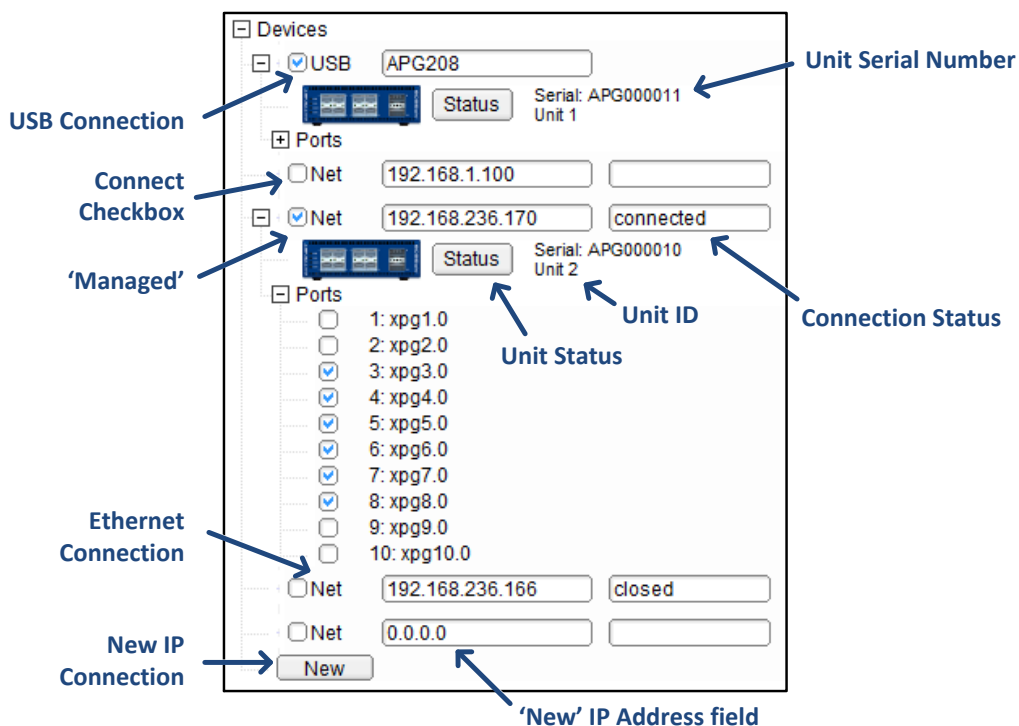 Devices
USB APG208
Unit Serial Number
Status Serial: APG000011
Unit 1
USB Connection
Ports
Net 192.168.1.100
Connect
Checkbox
Net 192.168.236.170 connected
Status Serial: APG000010
Unit 2
‘Managed’
Ports
Unit ID
Connection Status
Unit Status
1: xpg1.0
2: xpg2.0
3: xpg3.0
4: xpg4.0
5: xpg5.0
6: xpg6.0
7: xpg7.0
8: xpg8.0
9: xpg9.0
10: xpg10.0
Ethernet
Connection
Net 192.168.236.166 closed
Net 0.0.0.0
New IP
Connection
New
‘New’ IP Address field